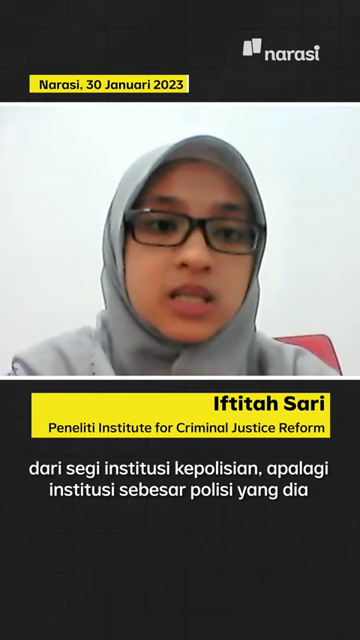 narasi
Narasi, 30 Januari 2023
Iftitah Sari
Peneliti Institute for Criminal Justice Reform
dari segi institusi kepolisian, apalagi
institusi sebesar polisi yang dia